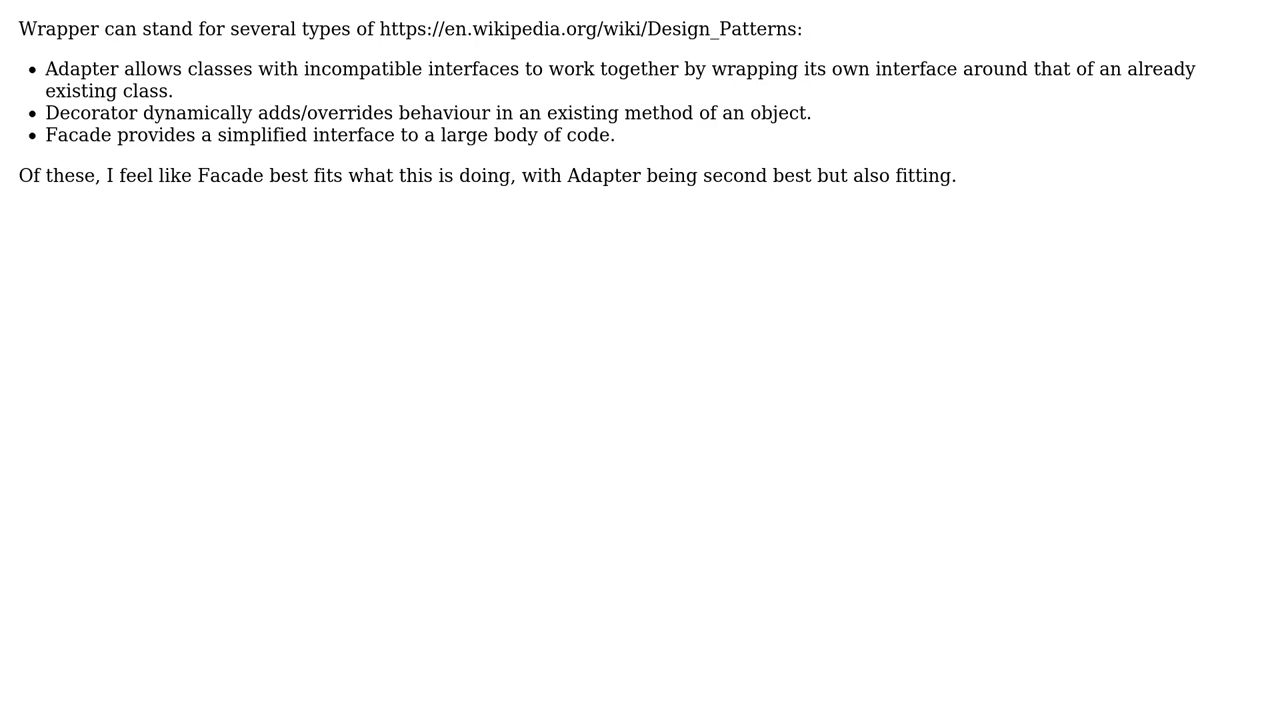 Wrapper can stand for several types of https://en.wikipedia.org/wiki/Design_Patterns:
• Adapter allows classes with incompatible interfaces to work together by wrapping its own interface around that of an already
existing class.
• Decorator dynamically adds/overrides behaviour in an existing method of an object.
• Facade provides a simplified interface to a large body of code.
Of these, I feel like Facade best fits what this is doing, with Adapter being second best but also fitting.